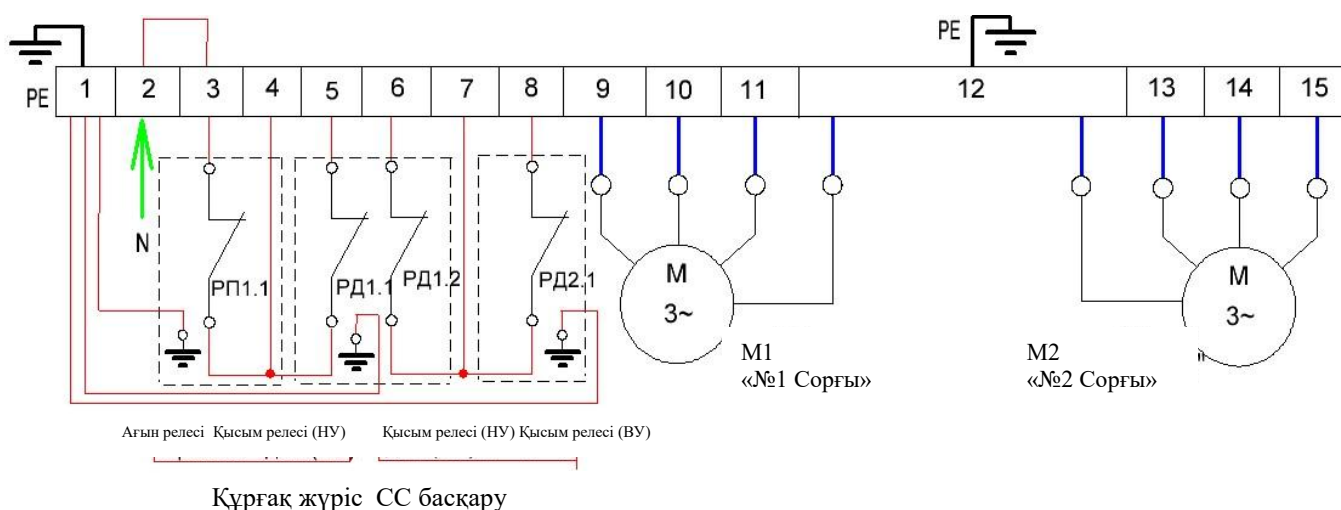 PE
PE 1 2 3 4 5 6 7 8 9 10 11 12 13 14 15
N
РП1.1 РД1.1 РД1.2 РД2.1
M 3~
M 3~
М1
«№1 Сорғы»
М2
«№2 Сорғы»
Ағын релесі Қысым релесі (НУ) Қысым релесі (НУ) Қысым релесі (ВУ)
Құрғақ жүріс СС басқару